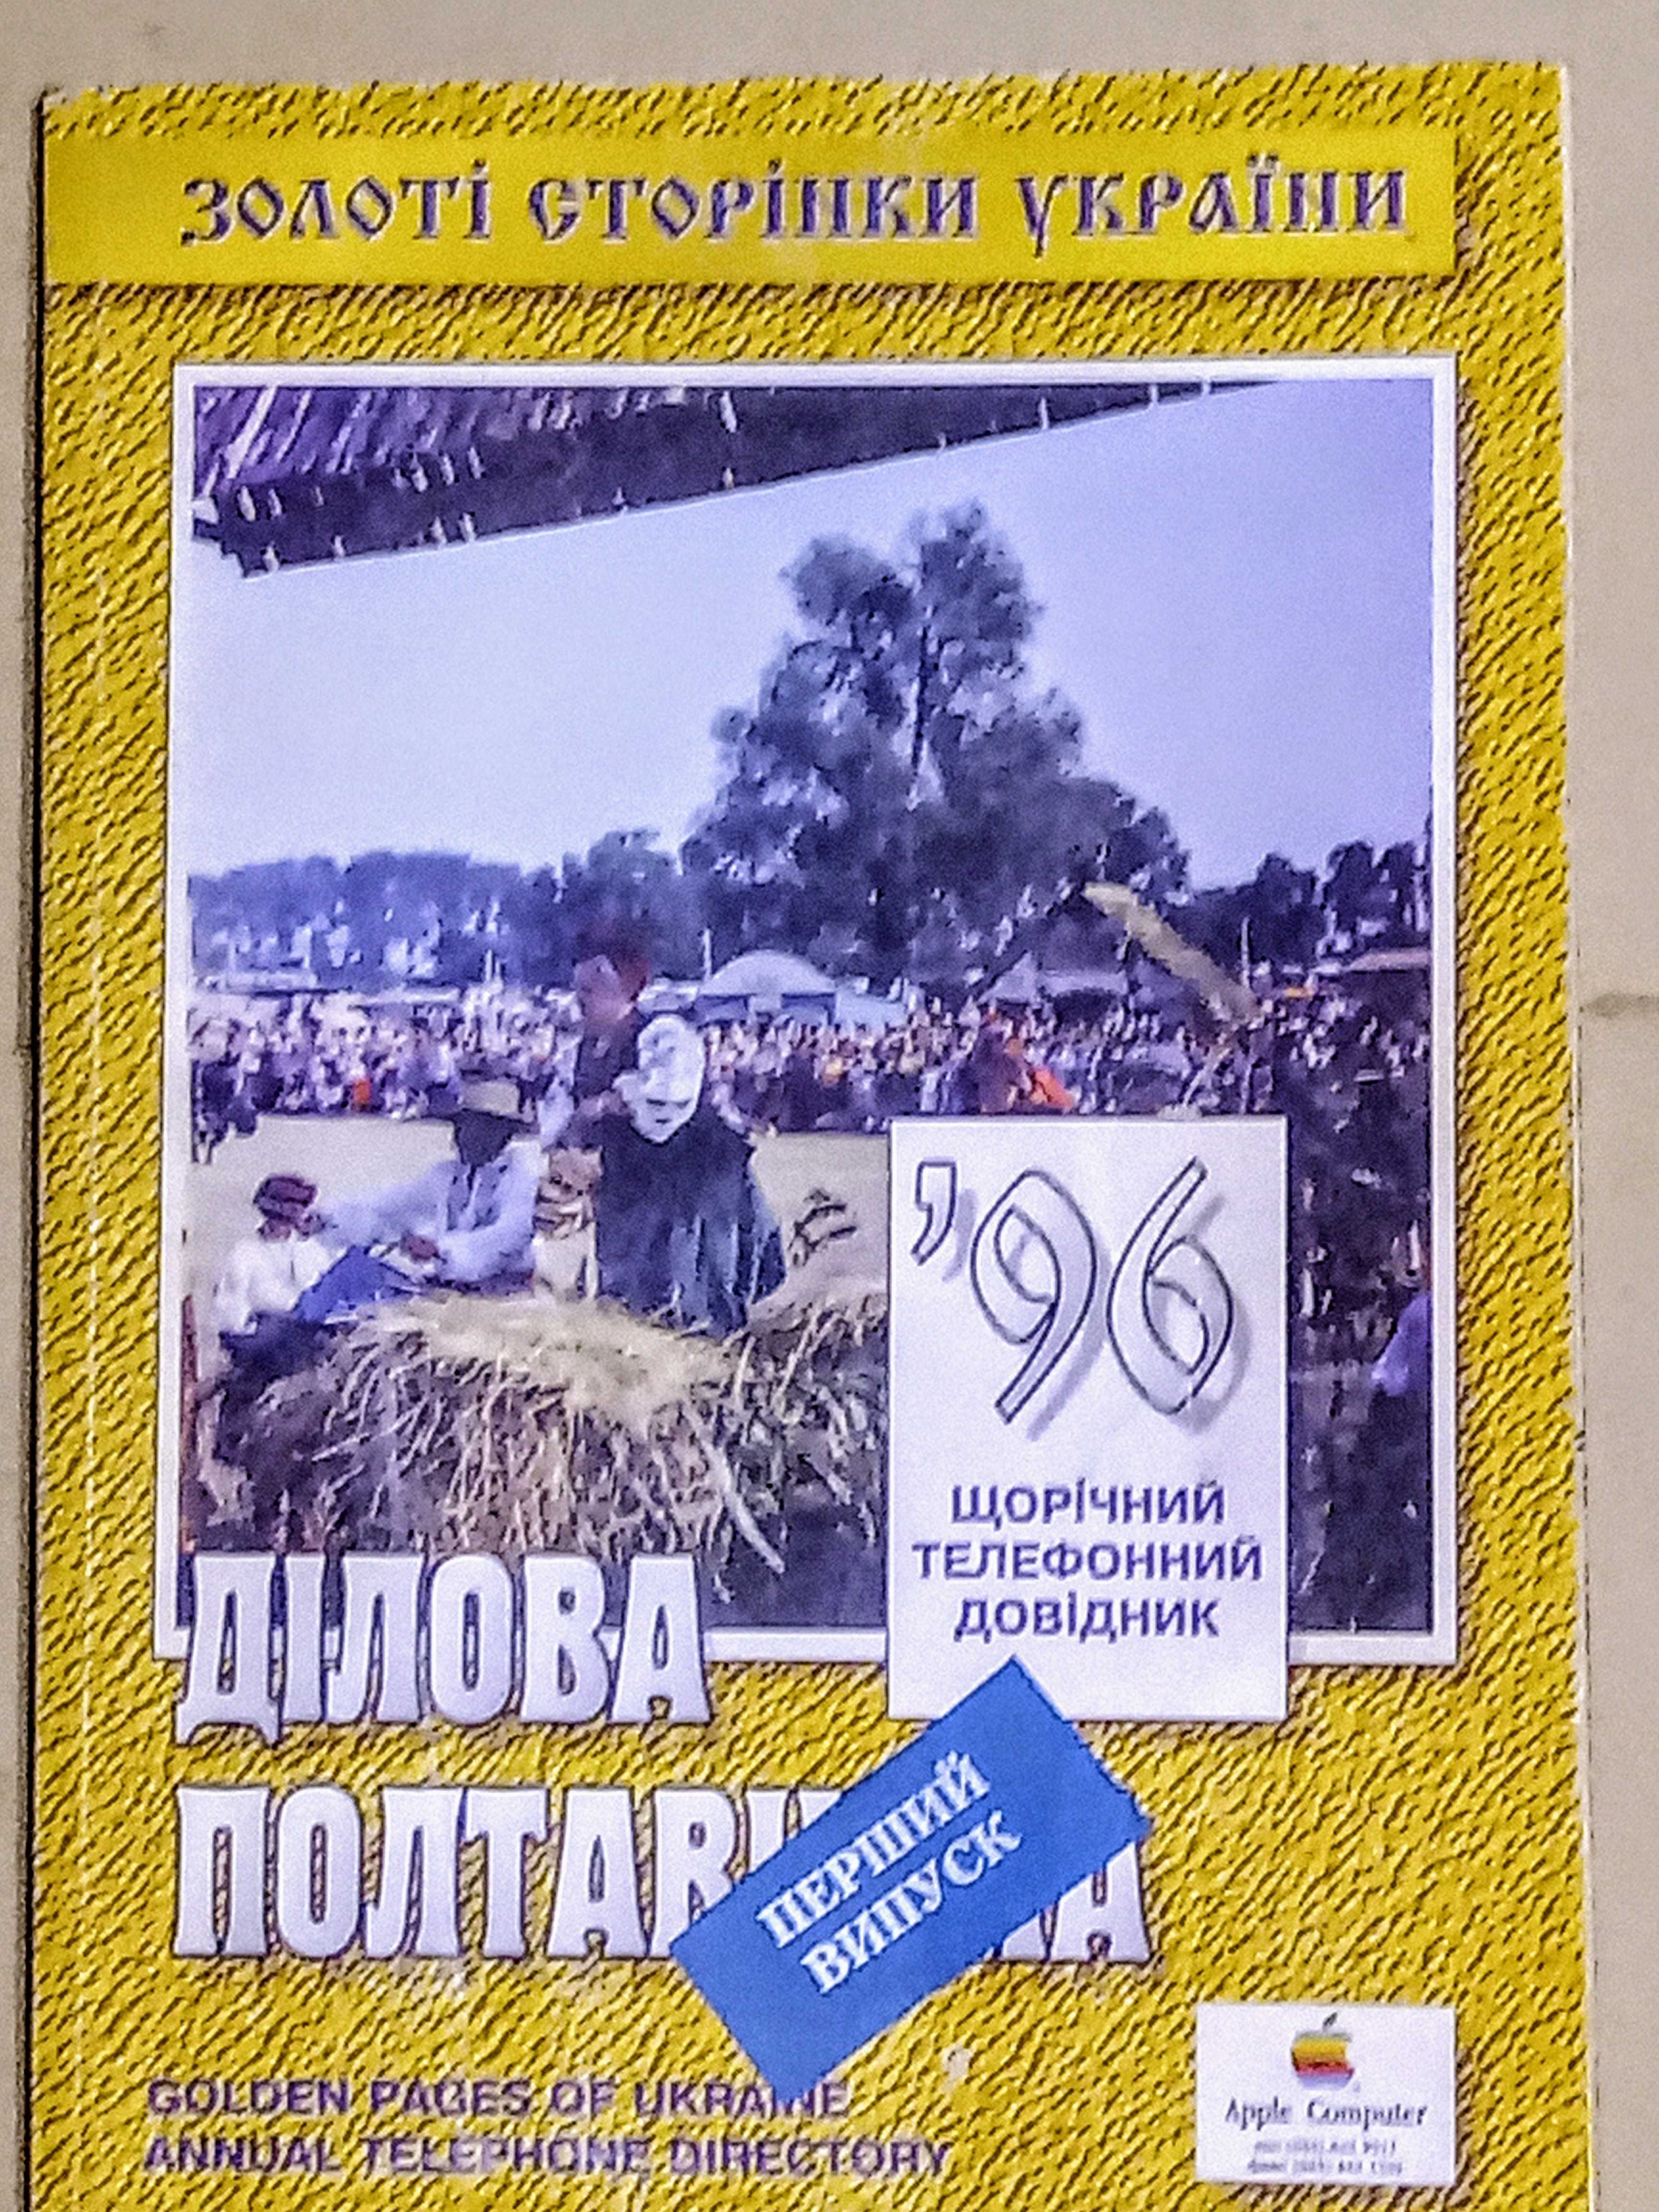 ЗОЛОТІ СТОРІНКИ УКРАЇНИ
'96
ЩОРІЧНИЙ
ТЕЛЕФОННИЙ
ДОВІДНИК
ДІЛОВА
ПОЛТАВ
ПЕРШИЙ
ВИПУСК
GOLDEN PAGES OF UKRAINE
ANNUAL TELEPHONE DIRECTORY
Apple Computer